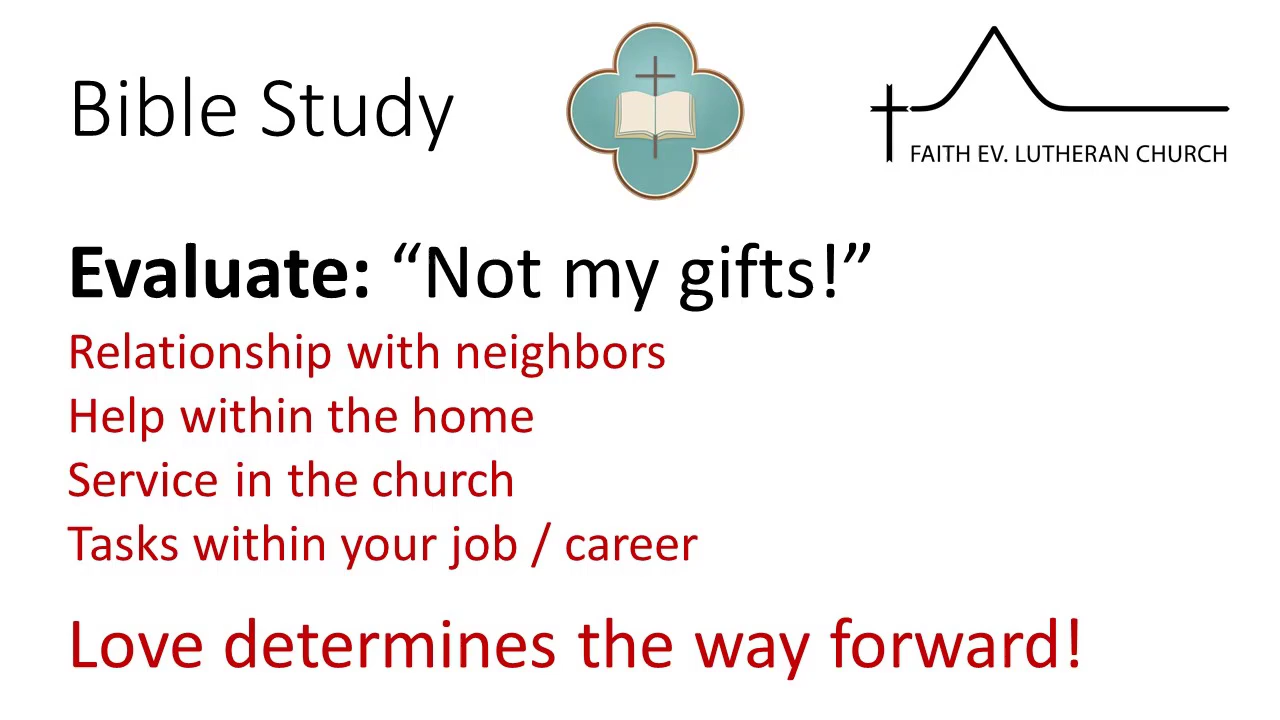 Bible Study
FAITH EV. LUTHERAN CHURCH
Evaluate: “Not my gifts!”
Relationship with neighbors
Help within the home
Service in the church
Tasks within your job / career
Love determines the way forward!